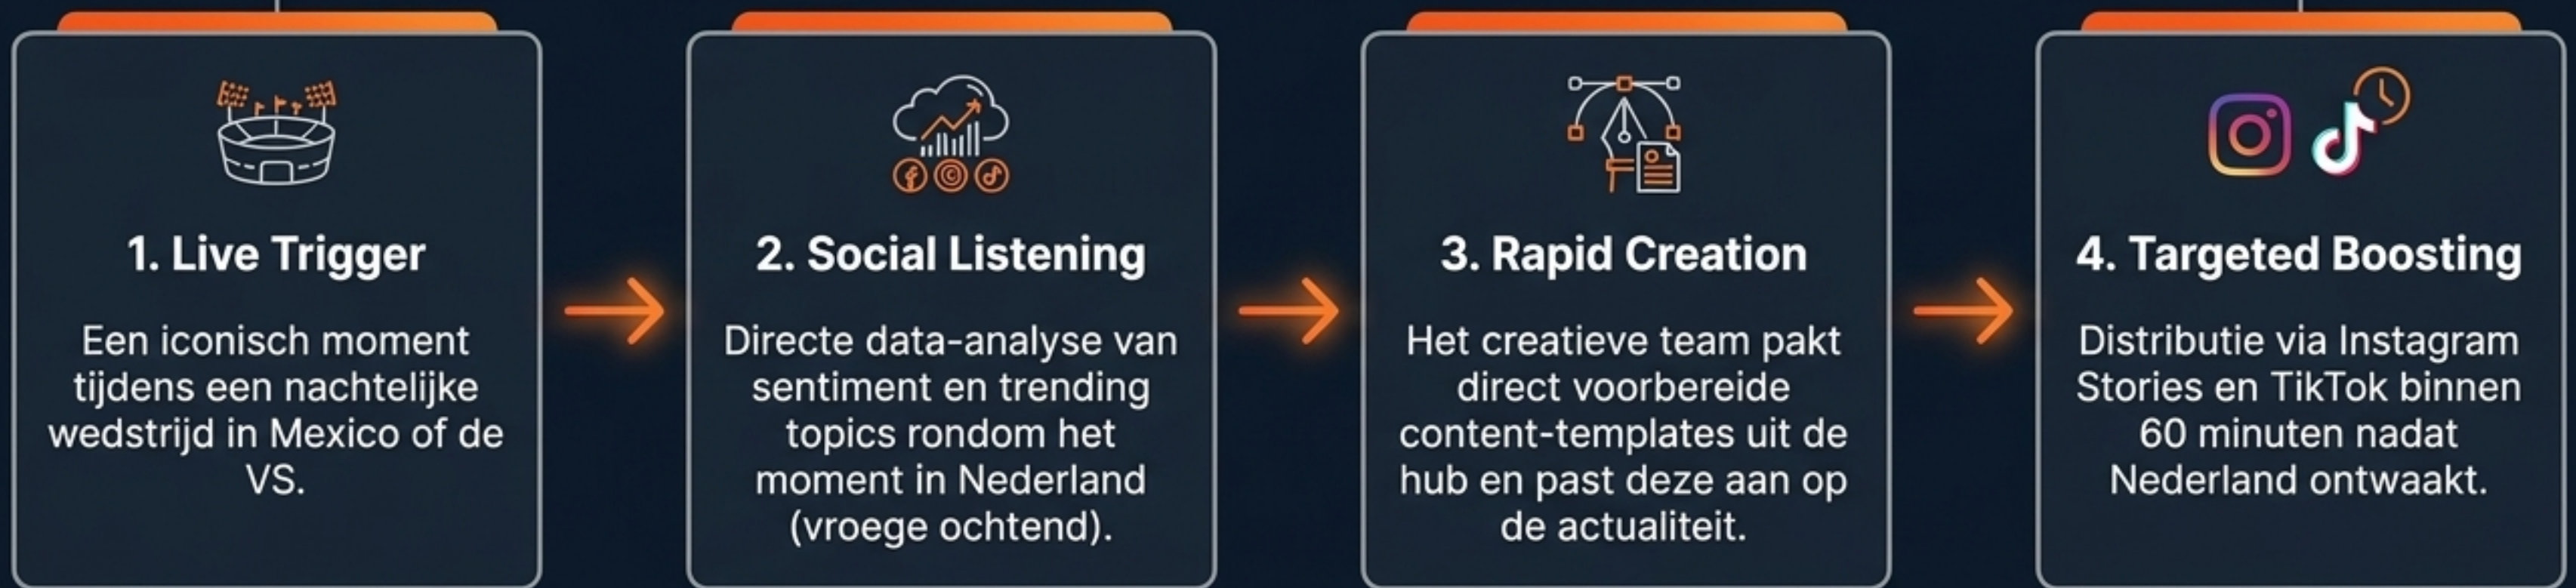 1. Live Trigger
Een iconisch moment
tijdens een nachtelijke
wedstrijd in Mexico of de
VS.
2. Social Listening
Directe data-analyse van
sentiment en trending
topics rondom het
moment in Nederland
(vroege ochtend).
3. Rapid Creation
Het creatieve team pakt
direct voorbereide
content-templates uit de
hub en past deze aan op
de actualiteit.
4. Targeted Boosting
Distributie via Instagram
Stories en TikTok binnen
60 minuten nadat
Nederland ontwaakt.